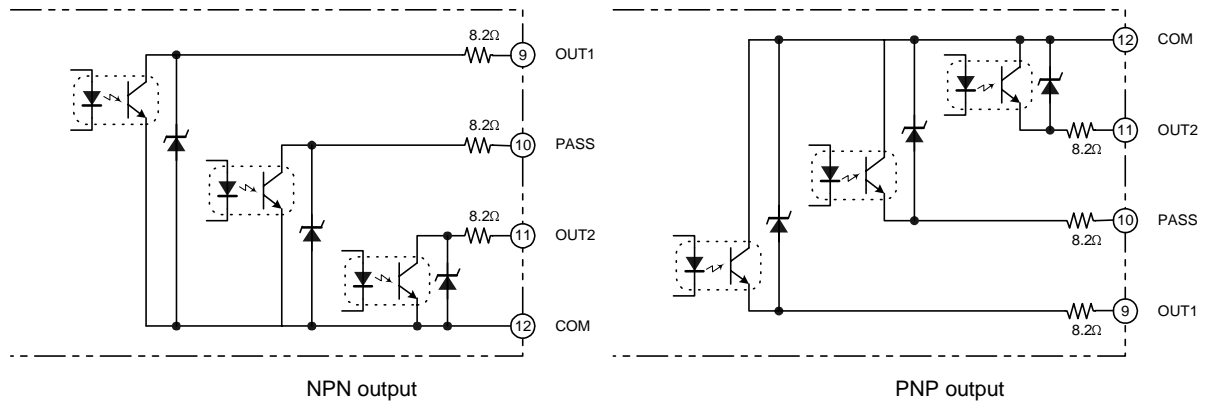 8.2Ω
9
OUT1
8.2Ω
10
PASS
8.2Ω
11
OUT2
12
COM
NPN output
12
COM
11
OUT2
8.2Ω
10
PASS
8.2Ω
9
OUT1
8.2Ω
PNP output